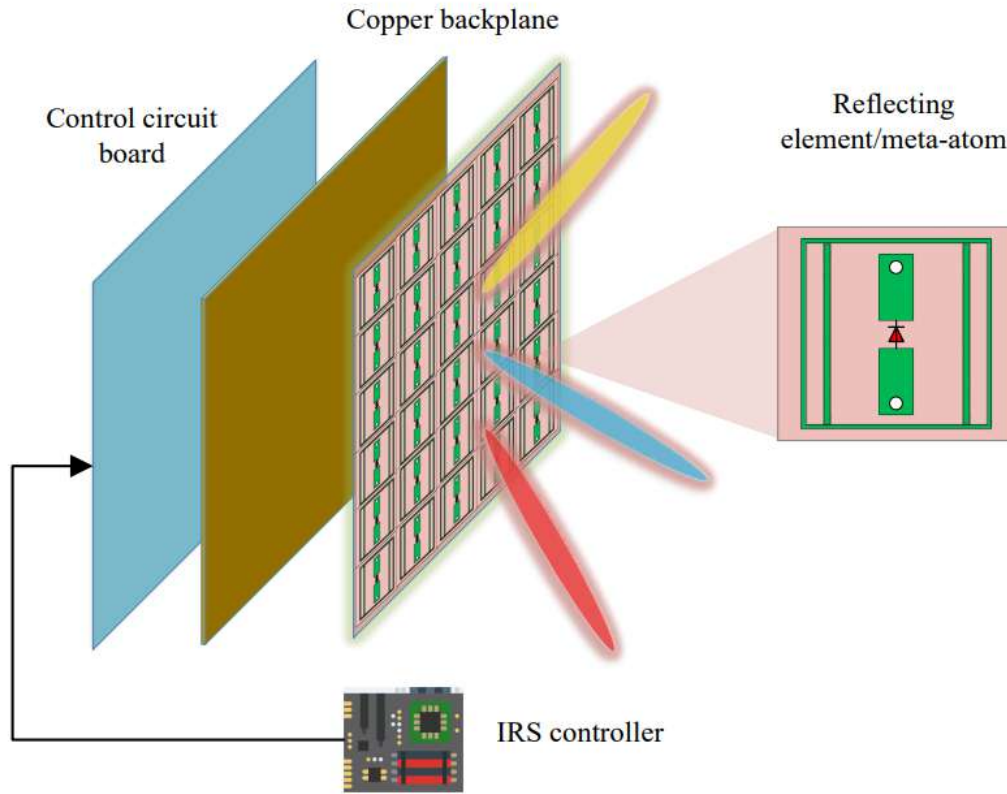 Copper backplane
Control circuit
board
Reflecting
element/meta-atom
IRS controller